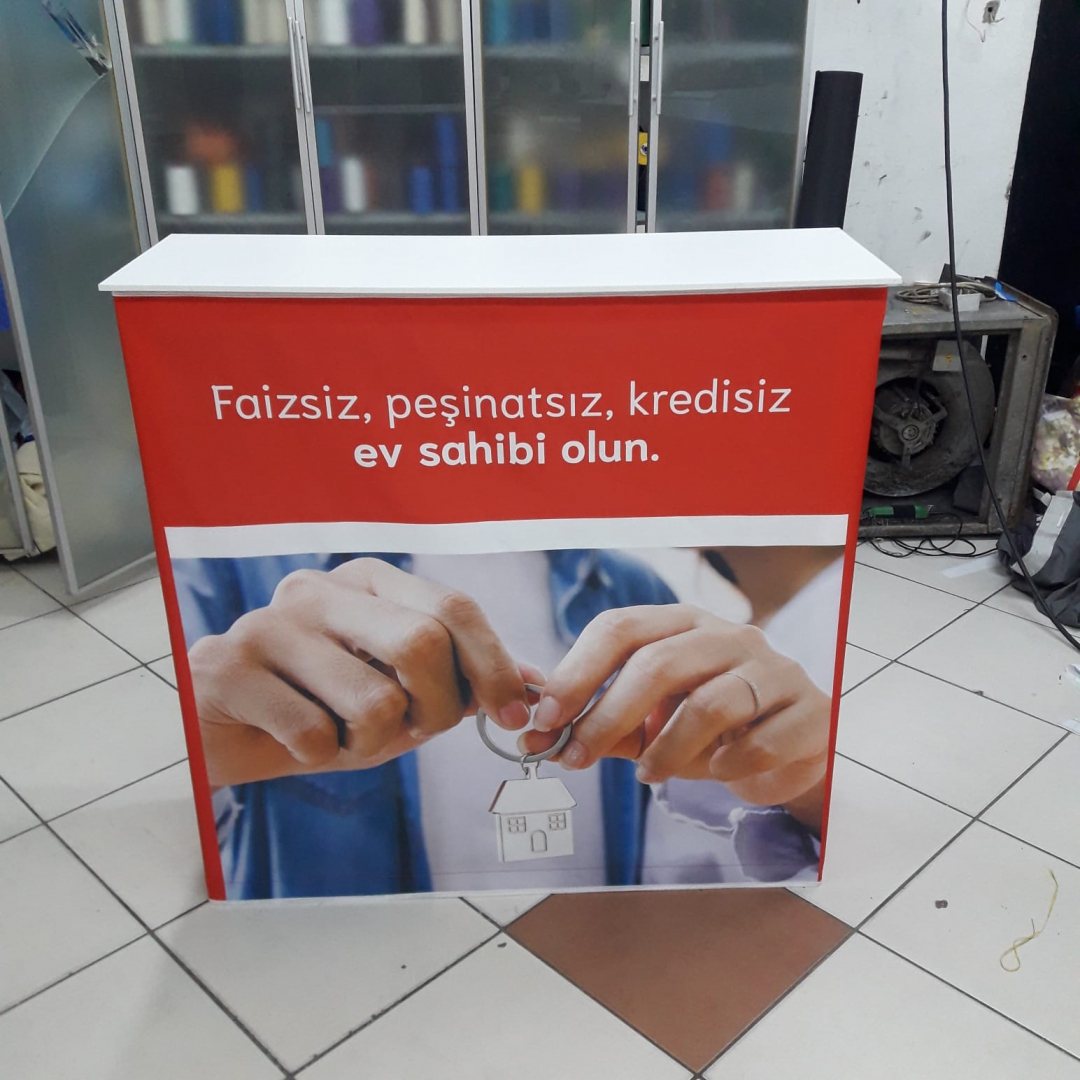 Faizsiz, peşinatsız, kredisiz
ev sahibi olun.